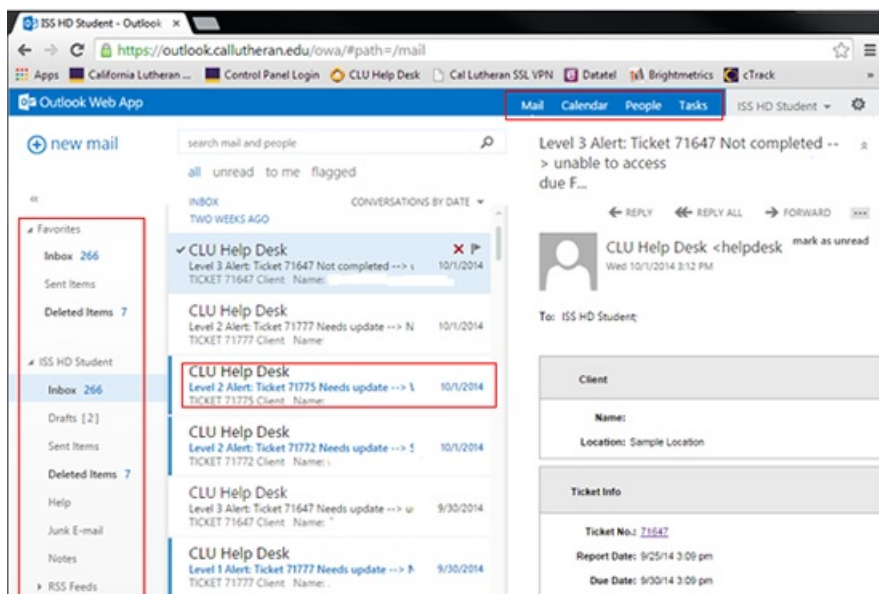 ISS HD Student - Outlook
https://outlook.callutheran.edu/owa/#path=/mail
Apps California Lutheran ... Control Panel Login CLU Help Desk Cal Lutheran SSL VPN Datatel Brightmetrics cTrack »
Outlook Web App
Mail Calendar People Tasks ISS HD Student
new mail
«
Favorites
Inbox 266
Sent Items
Deleted Items 7
ISS HD Student
Inbox 266
Drafts [2]
Sent Items
Deleted Items 7
Help
Junk E-mail
Notes
RSS Feeds
search mail and people
all unread to me flagged
INBOX CONVERSATIONS BY DATE
TWO WEEKS AGO
CLU Help Desk
Level 3 Alert: Ticket 71647 Not completed --> 10/1/2014
TICKET 71647 Client Name:
CLU Help Desk
Level 2 Alert: Ticket 71777 Needs update --> N 10/1/2014
TICKET 71777 Client Name:
CLU Help Desk
Level 2 Alert: Ticket 71775 Needs update --> 10/1/2014
TICKET 71775 Client Name:
CLU Help Desk
Level 2 Alert: Ticket 71772 Needs update --> 10/1/2014
TICKET 71772 Client Name:
CLU Help Desk
Level 3 Alert: Ticket 71647 Needs update --> 9/30/2014
TICKET 71647 Client Name:
CLU Help Desk
Level 1 Alert: Ticket 71777 Needs update --> 9/30/2014
TICKET 71777 Client Name:
Level 3 Alert: Ticket 71647 Not completed --
> unable to access
due F...
REPLY REPLY ALL FORWARD ...
CLU Help Desk <helpdesk mark as unread
Wed 10/1/2014 3:12 PM
To: ISS HD Student;
Client
Name:
Location: Sample Location
Ticket Info
Ticket No.: 71647
Report Date: 9/25/14 3:09 pm
Due Date: 9/30/14 3:09 pm